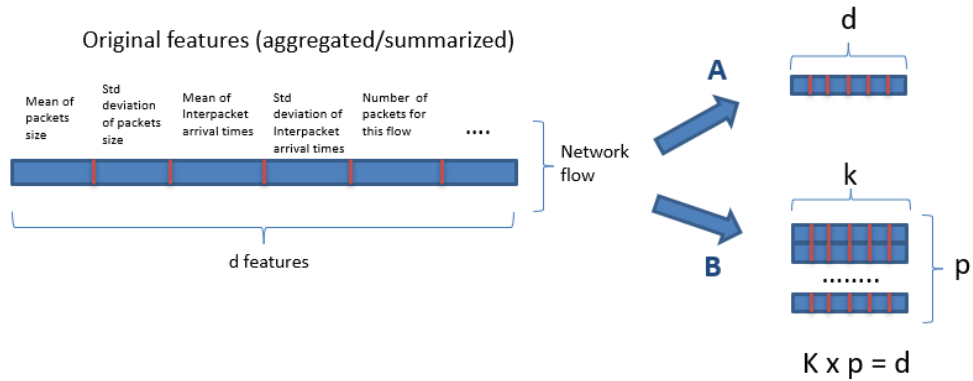 Original features (aggregated/summarized)
Mean of
packets
size
Std
deviation
of packets
size
Mean of
Interpacket
arrival times
Std
deviation of
Interpacket
arrival times
Number of
packets for
this flow
....
Network
flow
d features
A
d
B
k
........
p
K x p = d